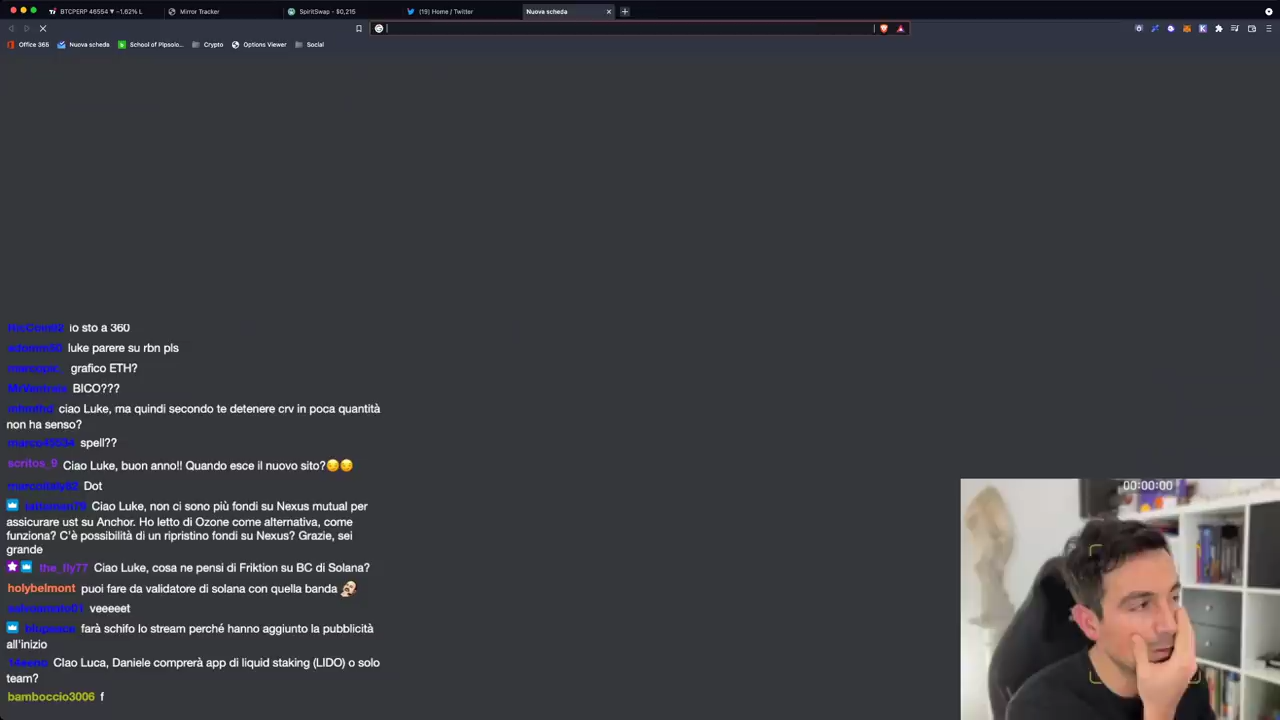 BTCPERP 46554 ▼ −1,62% L
Mirror Tracker
SpiritSwap - $0,215
(19) Home / Twitter
Nuova scheda
Office 365
Nuova scheda
School of Pipsolo...
Crypto
Options Viewer
Social
io sto a 360
luke parere su rbn pls
grafico ETH?
BICO???
ciao Luke, ma quindi secondo te detenere crv in poca quantità
non ha senso?
spell??
scritos_9 Ciao Luke, buon anno!! Quando esce il nuovo sito?😏😏
Dot
Ciao Luke, non ci sono più fondi su Nexus mutual per
assicurare ust su Anchor. Ho letto di Ozone come alternativa, come
funziona? C'è possibilità di un ripristino fondi su Nexus? Grazie, sei
grande
the_fly77 Ciao Luke, cosa ne pensi di Friktion su BC di Solana?
holybelmont puoi fare da validatore di solana con quella banda
veeeeet
farà schifo lo stream perché hanno aggiunto la pubblicità
all'inizio
Ciao Luca, Daniele comprerà app di liquid staking (LIDO) o solo
team?
bamboccio3006 f
00:00:00